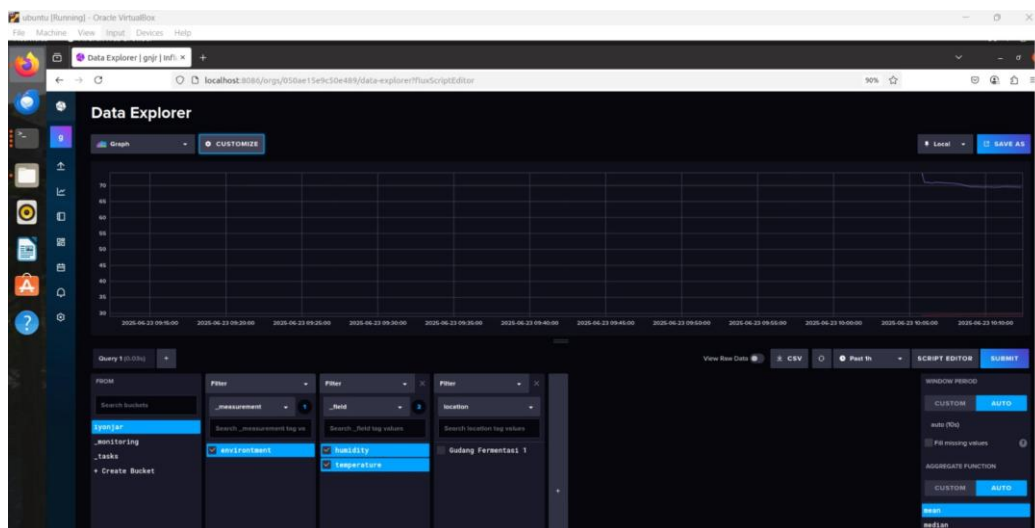 ubuntu [Running] - Oracle VirtualBox
File Machine View Input Devices Help
Data Explorer | gnjr | Infl
localhost:8086/orgs/050ae15e9c50e489/data-explorer?fluxScriptEditor
90%
Data Explorer
g
Graph
CUSTOMIZE
Local
SAVE AS
70
65
60
55
50
45
40
35
30
2025-06-23 09:15:00 2025-06-23 09:20:00 2025-06-23 09:25:00 2025-06-23 09:30:00 2025-06-23 09:35:00 2025-06-23 09:40:00 2025-06-23 09:45:00 2025-06-23 09:50:00 2025-06-23 09:55:00 2025-06-23 10:00:00 2025-06-23 10:05:00 2025-06-23 10:10:00
Query 1 (0.03s) +
View Raw Data
CSV
Past 1h
SCRIPT EDITOR
SUBMIT
FROM
Search buckets
iyonjar
_monitoring
_tasks
+ Create Bucket
Filter
_measurement
1
Search _measurement tag va
environtment
Filter
_field
2
Search _field tag values
humidity
temperature
Filter
location
Search location tag values
Gudang Fermentasi 1
WINDOW PERIOD
CUSTOM AUTO
auto (10s)
Fill missing values
AGGREGATE FUNCTION
CUSTOM AUTO
mean
median